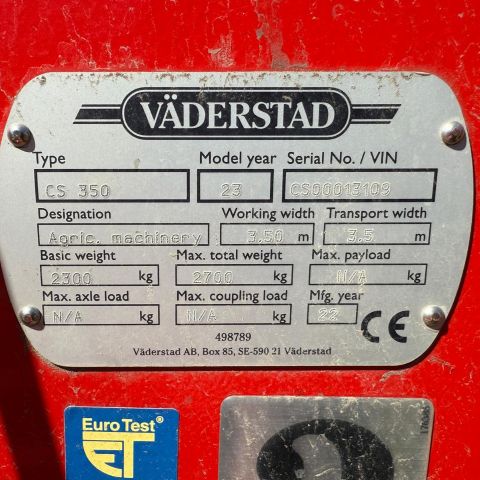 VÄDERSTAD
Type Model year Serial No. / VIN
CS 350 23 CS00013109
Designation Working width Transport width
Agric. machinery 3.50 m 3.5 m
Basic weight Max. total weight Max. payload
2300 kg 2700 kg N/A kg
Max. axle load Max. coupling load Mfg. year
N/A kg N/A kg 22 CE
498789
Väderstad AB, Box 85, SE-590 21 Väderstad
Euro Test®
ET